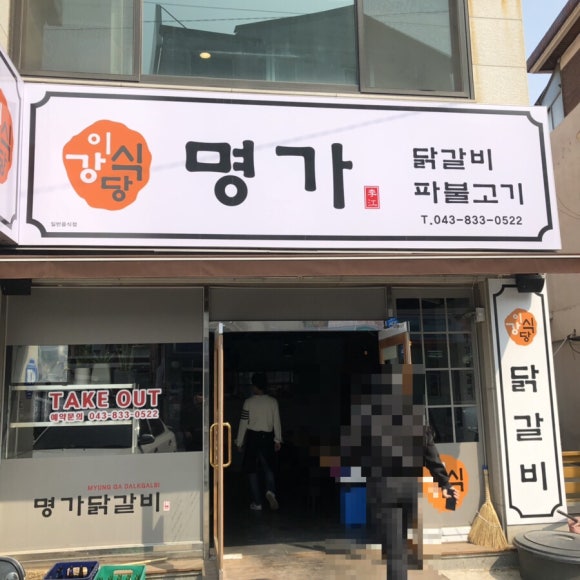 이강식당
명가
李江
닭갈비
파불고기
T.043-833-0522
일반음식점
이강식당
닭갈비
TAKE OUT
예약문의 043-833-0522
MYUNG GA DALKGALBI
명가닭갈비